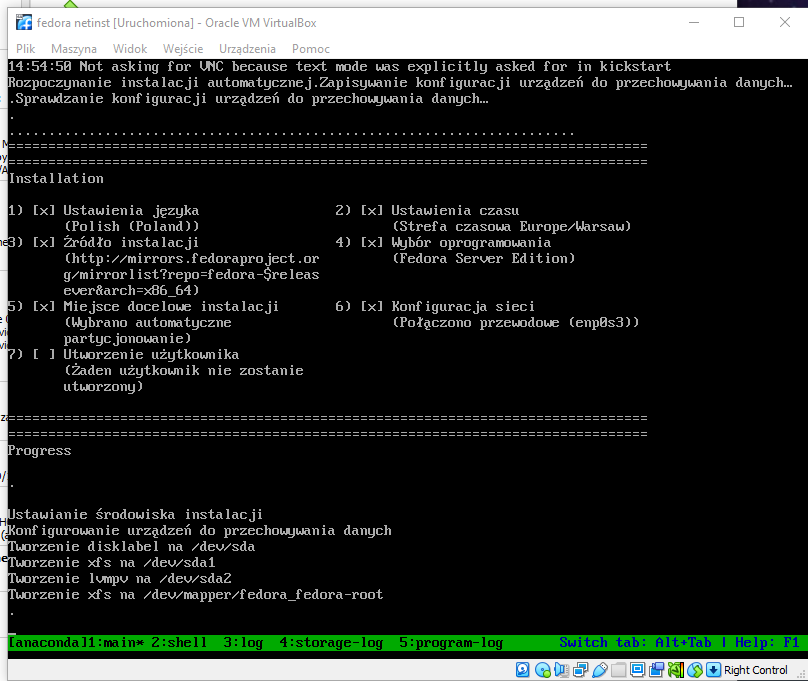 fedora netinst [Uruchomiona] - Oracle VM VirtualBox
Plik Maszyna Widok Wejście Urządzenia Pomoc
14:54:50 Not asking for VNC because text mode was explicitly asked for in kickstart
Rozpoczynanie instalacji automatycznej.Zapisywanie konfiguracji urządzeń do przechowywania danych…
.Sprawdzanie konfiguracji urządzeń do przechowywania danych…
.
.......................................................................
================================================================================
================================================================================
Installation
1) [x] Ustawienia języka 2) [x] Ustawienia czasu
(Polish (Poland)) (Strefa czasowa Europe/Warsaw)
3) [x] Źródło instalacji 4) [x] Wybór oprogramowania
(http://mirrors.fedoraproject.or (Fedora Server Edition)
g/mirrorlist?repo=fedora-$releas
ever&arch=x86_64)
5) [x] Miejsce docelowe instalacji 6) [x] Konfiguracja sieci
(Wybrano automatyczne (Połączono przewodowe (enp0s3))
partycjonowanie)
7) [ ] Utworzenie użytkownika
(Żaden użytkownik nie zostanie
utworzony)
================================================================================
================================================================================
Progress
.
Ustawianie środowiska instalacji
Konfigurowanie urządzeń do przechowywania danych
Tworzenie disklabel na /dev/sda
Tworzenie xfs na /dev/sda1
Tworzenie lvmpv na /dev/sda2
Tworzenie xfs na /dev/mapper/fedora_fedora-root
.
[anaconda]1:main* 2:shell 3:log 4:storage-log 5:program-log Switch tab: Alt+Tab | Help: F1
Right Control